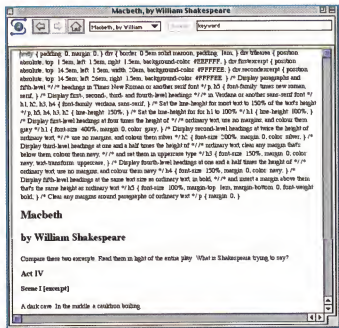 Macbeth, by William Shakespeare
Macbeth, by William
Search
keyword
body { padding: 0, margin: 0, } div { border: 0.5em solid maroon, padding: 1em, } div#theatre { position
absolute, top: 1.5em, left: 1.5em, right: 1.5em, background-color: #FFFFFF, } div#firstexcerpt { position
absolute, top: 14.5em, left: 1.5em, width: 20em, background-color: #FFFFEE, } div#secondexcerpt { position
absolute, top: 14.5em, left: 26em, right: 1.5em, background-color: #FFFFEE, } /* Display paragraphs and
fifth-level */ headings in Times New Roman or another serif font */ p, h5 { font-family: times new roman,
serif, } /* Display first-, second-, third- and fourth-level headings */ in Verdana or another sans-serif font */
h1, h2, h3, h4 { font-family: verdana, sans-serif, } /* Set the line-height for most text to 150% of the text's height
*/ p, h3, h4, h3, h2 { line-height: 150%, } /* Set the line-height for for h1 to 100% */ h1 { line-height: 100%, }
/* Display first-level headings at four times the height of */ /* ordinary text, use no margins, and colour them
grey */ h1 { font-size: 400%, margin: 0, color: gray, } /* Display second-level headings at twice the height of
ordinary text, */ /* use no margins, and colour them silver */ h2 { font-size: 200%, margin: 0, color: silver, } /*
Display third-level headings at one and a half times the height of */ /* ordinary text, clear any margin that's
below them, colour them navy, */ /* and set them in uppercase type */ h3 { font-size: 150%, margin: 0, color:
navy, text-transform: uppercase, } /* Display fourth-level headings at one and a half times the height of */ /*
ordinary text, use no margins, and colour them navy */ h4 { font-size: 150%, margin: 0, color: navy, } /*
Display fifth-level headings at the same text size as ordinary text, in bold, */ /* and insert a margin above them
that's the same height as ordinary text */ h5 { font-size: 100%, margin-top: 1em, margin-bottom: 0, font-weight:
bold, } /* Clear any margins around paragraphs of ordinary text */ p { margin: 0, }
Macbeth
by William Shakespeare
Compare these two excerpts. Read them in light of the entire play. What is Shakespeare trying to say?
Act IV
Scene I [excerpt]
A dark cave. In the middle a cauldron boiling.